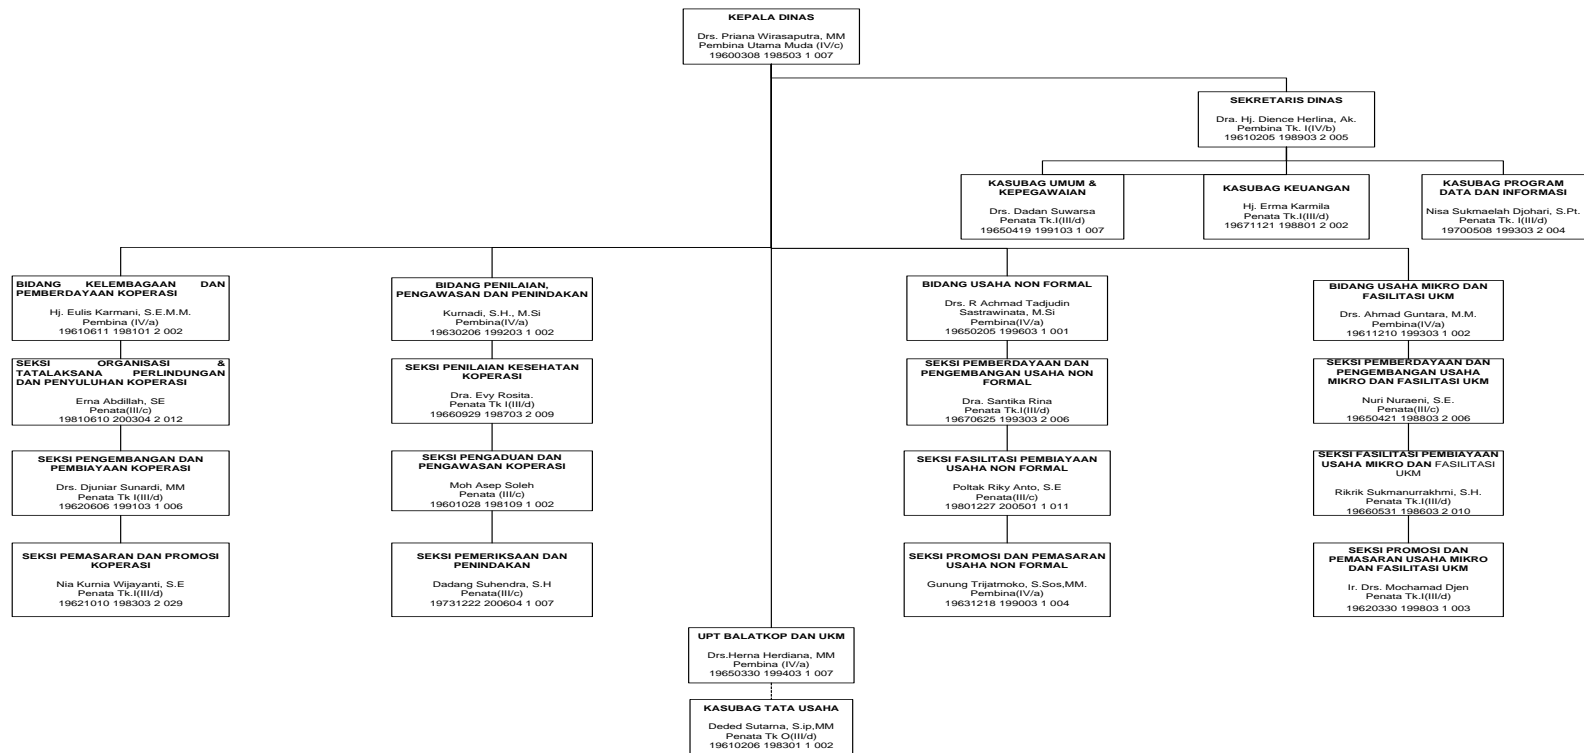 KEPALA DINAS
Drs. Priana Wirasaputra, MM
Pembina Utama Muda (IV/c)
19600308 198503 1 007
SEKRETARIS DINAS
Dra. Hj. Dience Herlina, Ak.
Pembina Tk. I(IV/b)
19610205 198903 2 005
KASUBAG UMUM &
KEPEGAWAIAN
Drs. Dadan Suwarsa
Penata Tk.I(III/d)
19650419 199103 1 007
KASUBAG KEUANGAN
Hj. Erma Karmila
Penata Tk.I(III/d)
19671121 198801 2 002
KASUBAG PROGRAM
DATA DAN INFORMASI
Nisa Sukmaelah Djohari, S.Pt.
Penata Tk. I(III/d)
19700508 199303 2 004
BIDANG KELEMBAGAAN DAN
PEMBERDAYAAN KOPERASI
Hj. Eulis Karmani, S.E.M.M.
Pembina (IV/a)
19610611 198101 2 002
SEKSI ORGANISASI &
TATALAKSANA PERLINDUNGAN
DAN PENYULUHAN KOPERASI
Erna Abdillah, SE
Penata(III/c)
19810610 200304 2 012
SEKSI PENGEMBANGAN DAN
PEMBIAYAAN KOPERASI
Drs. Djuniar Sunardi, MM
Penata Tk I(III/d)
19620606 199103 1 006
SEKSI PEMASARAN DAN PROMOSI
KOPERASI
Nia Kurnia Wijayanti, S.E
Penata Tk.I(III/d)
19621010 198303 2 029
BIDANG PENILAIAN,
PENGAWASAN DAN PENINDAKAN
Kurnadi, S.H., M.Si
Pembina(IV/a)
19630206 199203 1 002
SEKSI PENILAIAN KESEHATAN
KOPERASI
Dra. Evy Rosita.
Penata Tk I(III/d)
19660929 198703 2 009
SEKSI PENGADUAN DAN
PENGAWASAN KOPERASI
Moh Asep Soleh
Penata (III/c)
19601028 198109 1 002
SEKSI PEMERIKSAAN DAN
PENINDAKAN
Dadang Suhendra, S.H
Penata(III/c)
19731222 200604 1 007
BIDANG USAHA NON FORMAL
Drs. R Achmad Tadjudin
Sastrawinata, M.Si
Pembina(IV/a)
19650205 199603 1 001
SEKSI PEMBERDAYAAN DAN
PENGEMBANGAN USAHA NON
FORMAL
Dra. Santika Rina
Penata Tk.I(III/d)
19670625 199303 2 006
SEKSI FASILITASI PEMBIAYAAN
USAHA NON FORMAL
Poltak Riky Anto, S.E
Penata(III/c)
19801227 200501 1 011
SEKSI PROMOSI DAN PEMASARAN
USAHA NON FORMAL
Gunung Trijatmoko, S.Sos,MM.
Pembina(IV/a)
19631218 199003 1 004
BIDANG USAHA MIKRO DAN
FASILITASI UKM
Drs. Ahmad Guntara, M.M.
Pembina(IV/a)
19611210 199303 1 002
SEKSI PEMBERDAYAAN DAN
PENGEMBANGAN USAHA
MIKRO DAN FASILITASI UKM
Nuri Nuraeni, S.E.
Penata(III/c)
19650421 198803 2 006
SEKSI FASILITASI PEMBIAYAAN
USAHA MIKRO DAN FASILITASI
UKM
Rikrik Sukmanurrakhmi, S.H.
Penata Tk.I(III/d)
19660531 198603 2 010
SEKSI PROMOSI DAN
PEMASARAN USAHA MIKRO
DAN FASILITASI UKM
Ir. Drs. Mochamad Djen
Penata Tk.I(III/d)
19620330 199803 1 003
UPT BALATKOP DAN UKM
Drs.Herna Herdiana, MM
Pembina (IV/a)
19650330 199403 1 007
KASUBAG TATA USAHA
Deded Sutarna, S.ip,MM
Penata Tk O(III/d)
19610206 198301 1 002